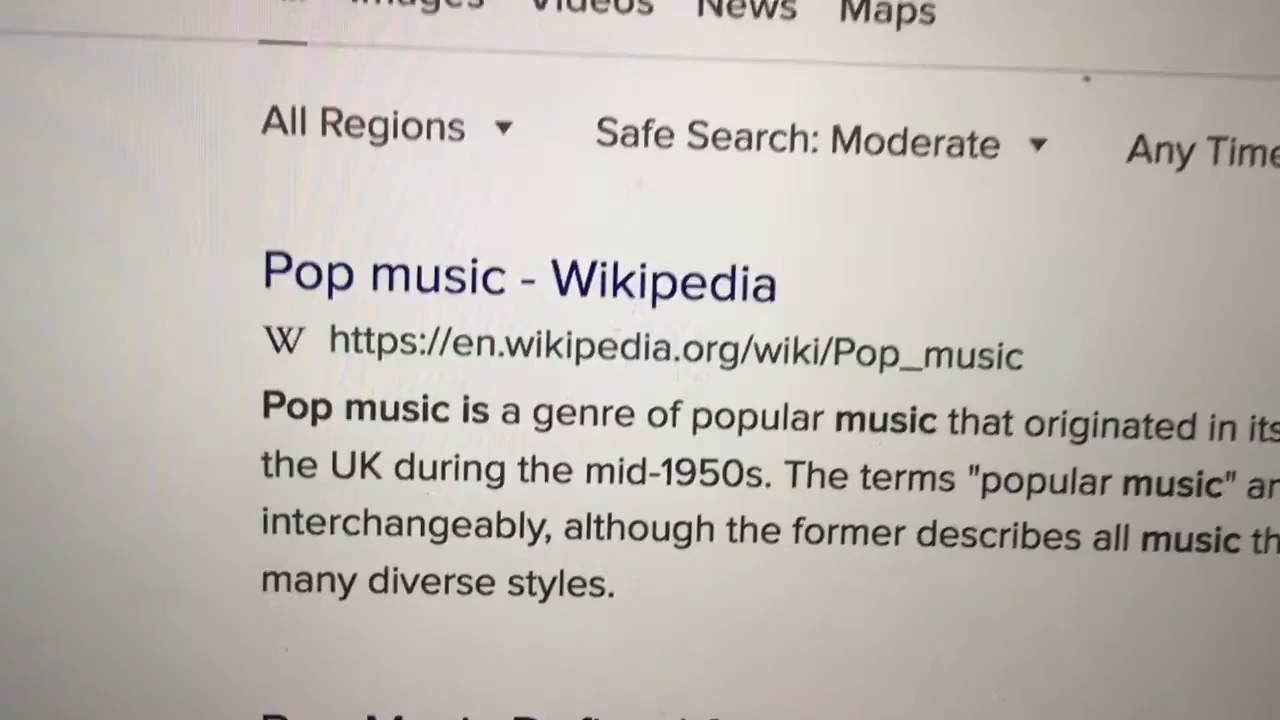 Images Videos News Maps
All Regions ▼ Safe Search: Moderate ▼ Any Time
Pop music - Wikipedia
W https://en.wikipedia.org/wiki/Pop_music
Pop music is a genre of popular music that originated in its
the UK during the mid-1950s. The terms "popular music"
interchangeably, although the former describes all music
many diverse styles.